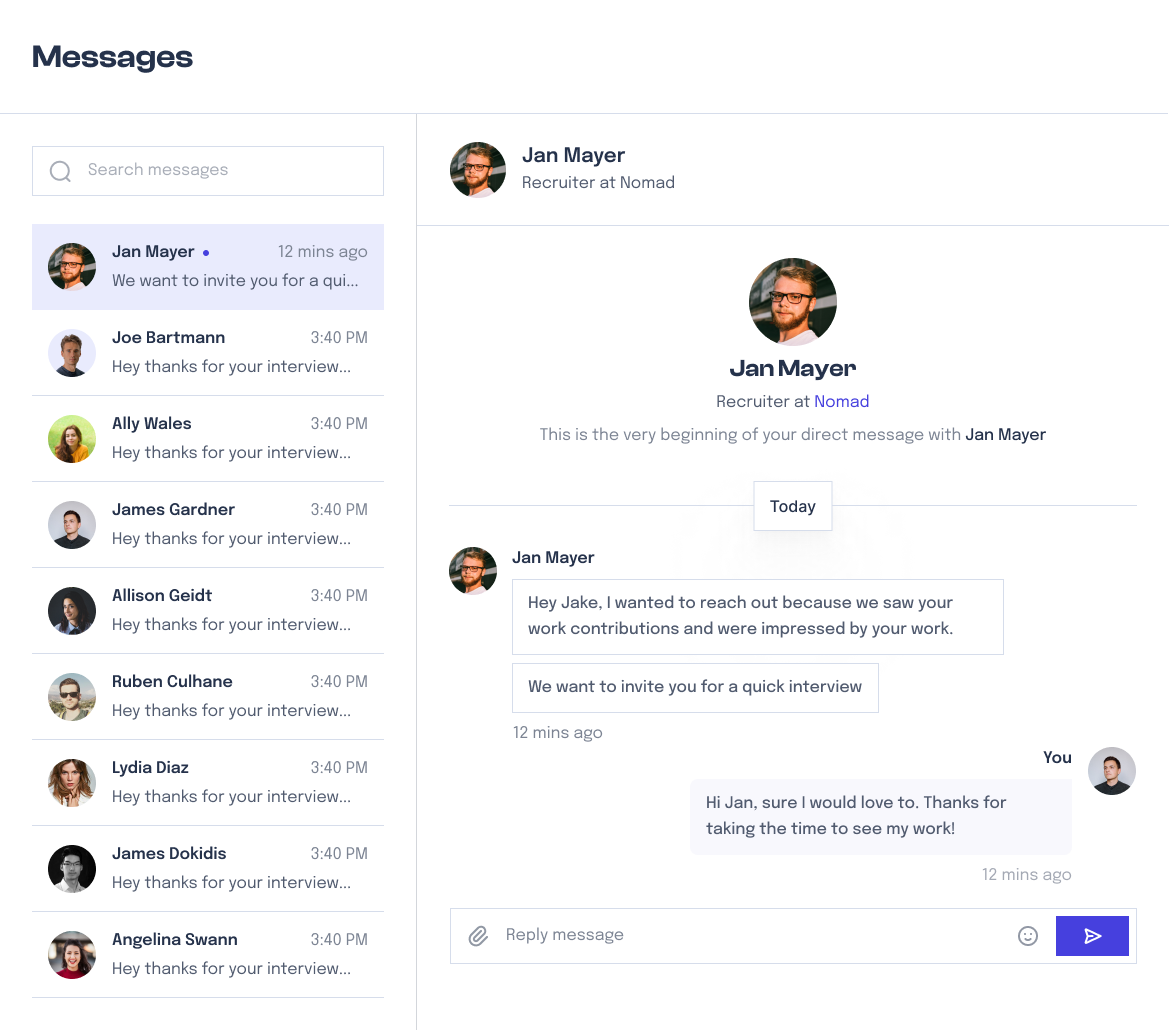 Messages
Search messages
Jan Mayer 12 mins ago
We want to invite you for a qui...
Joe Bartmann 3:40 PM
Hey thanks for your interview...
Ally Wales 3:40 PM
Hey thanks for your interview...
James Gardner 3:40 PM
Hey thanks for your interview...
Allison Geidt 3:40 PM
Hey thanks for your interview...
Ruben Culhane 3:40 PM
Hey thanks for your interview...
Lydia Diaz 3:40 PM
Hey thanks for your interview...
James Dokidis 3:40 PM
Hey thanks for your interview...
Angelina Swann 3:40 PM
Hey thanks for your interview...
Jan Mayer
Recruiter at Nomad
Jan Mayer
Recruiter at Nomad
This is the very beginning of your direct message with Jan Mayer
Today
Jan Mayer
Hey Jake, I wanted to reach out because we saw your
work contributions and were impressed by your work.
We want to invite you for a quick interview
12 mins ago
You
Hi Jan, sure I would love to. Thanks for
taking the time to see my work!
12 mins ago
Reply message